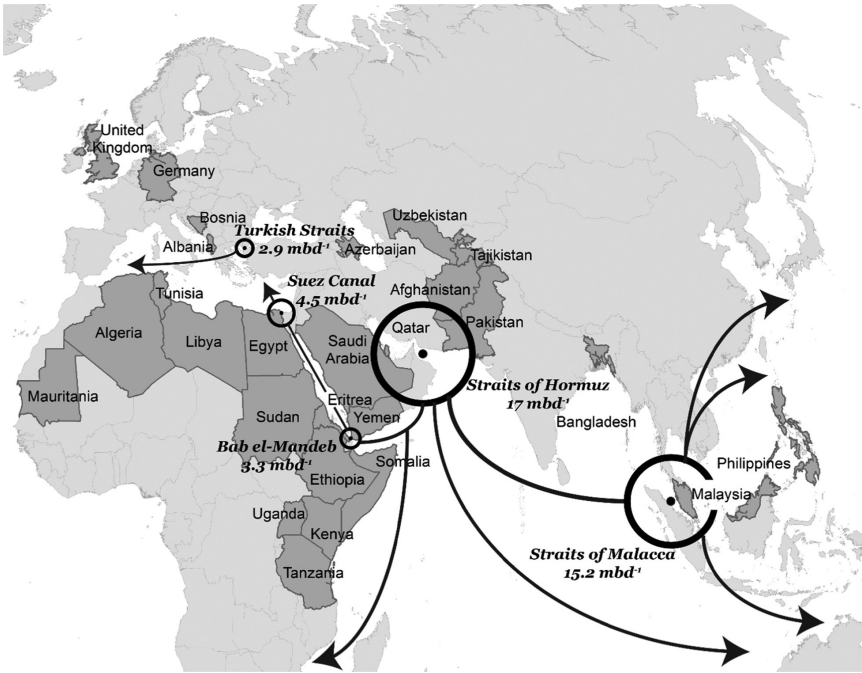 United
Kingdom
Germany
Bosnia
Turkish Straits
2.9 mbd⁻¹
Albania
Azerbaijan
Uzbekistan
Tajikistan
Suez Canal
4.5 mbd⁻¹
Tunisia
Afghanistan
Algeria
Libya
Egypt
Saudi
Arabia
Qatar
Pakistan
Mauritania
Straits of Hormuz
17 mbd⁻¹
Eritrea
Sudan
Yemen
Bangladesh
Bab el-Mandeb
3.3 mbd⁻¹
Somalia
Ethiopia
Philippines
Malaysia
Uganda
Kenya
Straits of Malacca
15.2 mbd⁻¹
Tanzania